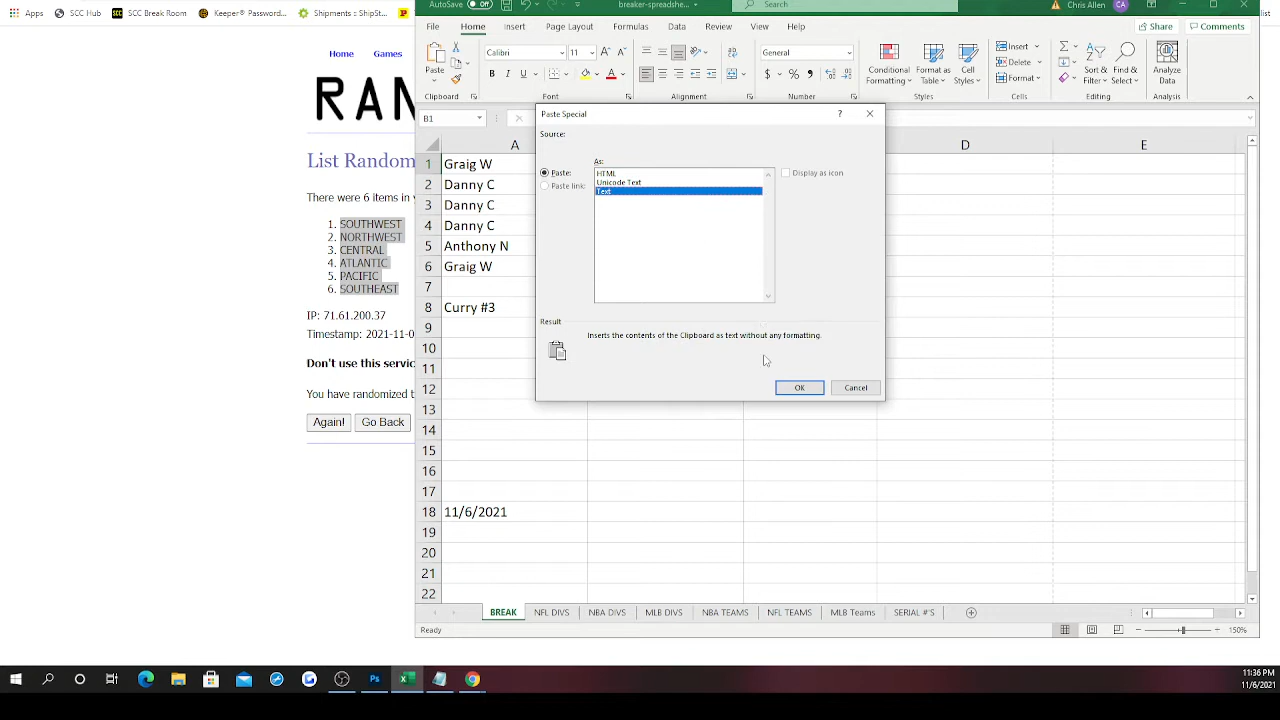 Apps
SCC Hub
SCC Break Room
Keeper® Password...
Shipments – ShipSt...
Home
Games
RAN
List Random
There were 6 items in y
1. SOUTHWEST
2. NORTHWEST
3. CENTRAL
4. ATLANTIC
5. PACIFIC
6. SOUTHEAST
IP: 71.61.200.37
Timestamp: 2021-11-0
Don't use this servic
You have randomized t
Again!
Go Back
AutoSave
Off
breaker-spreadshe...
Search
Chris Allen
list
File
Home
Insert
Page Layout
Formulas
Data
Review
View
Help
Share
Comments
Paste
Calibri
11
General
Conditional Formatting
Format as Table
Cell Styles
Insert
Delete
Format
Sort & Filter
Find & Select
Analyze Data
Clipboard
Font
Alignment
Number
Styles
Cells
Editing
Analysis
B1
A
D
E
1 Graig W
2 Danny C
3 Danny C
4 Danny C
5 Anthony N
6 Graig W
7
8 Curry #3
9
10
11
12
13
14
15
16
17
18 11/6/2021
19
20
21
22
Paste Special
?
Source:
As:
Paste:
Paste link:
HTML
Unicode Text
Text
Display as icon
Result
Inserts the contents of the Clipboard as text without any formatting.
OK
Cancel
BREAK
NFL DIVS
NBA DIVS
MLB DIVS
NBA TEAMS
NFL TEAMS
MLB Teams
SERIAL #'S
Ready
150%
11:36 PM
11/6/2021